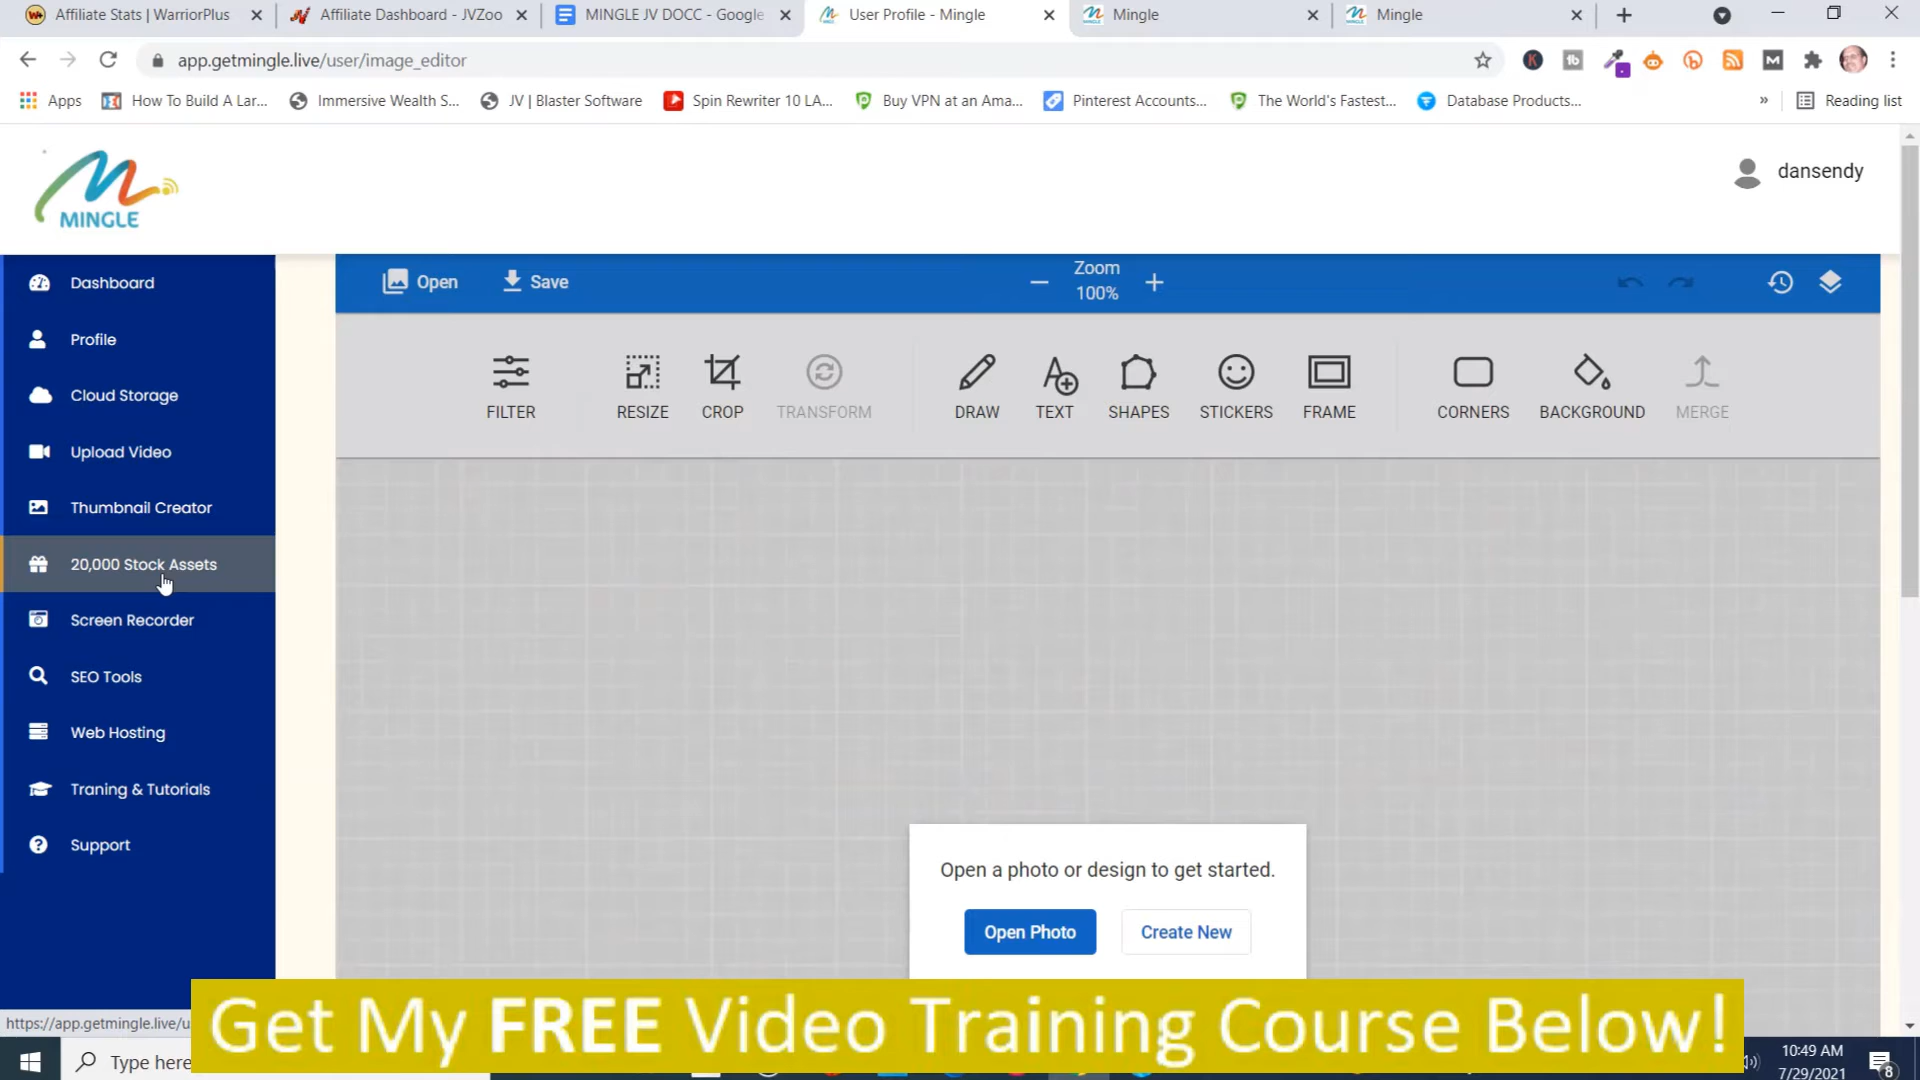 Affiliate Stats | WarriorPlus
Affiliate Dashboard - JVZoo
MINGLE JV DOCC - Google
User Profile - Mingle
Mingle
Mingle
app.getmingle.live/user/image_editor
Apps
How To Build A Lar...
Immersive Wealth S...
JV | Blaster Software
Spin Rewriter 10 LA...
Buy VPN at an Ama...
Pinterest Accounts...
The World's Fastest...
Database Products...
»
Reading list
MINGLE
dansendy
Dashboard
Profile
Cloud Storage
Upload Video
Thumbnail Creator
20,000 Stock Assets
Screen Recorder
SEO Tools
Web Hosting
Traning & Tutorials
Support
Open
Save
Zoom
100%
FILTER
RESIZE
CROP
TRANSFORM
DRAW
TEXT
SHAPES
STICKERS
FRAME
CORNERS
BACKGROUND
MERGE
Open a photo or design to get started.
Open Photo
Create New
https://app.getmingle.live/u
Get My FREE Video Training Course Below!
Type here
10:49 AM
7/29/2021
8